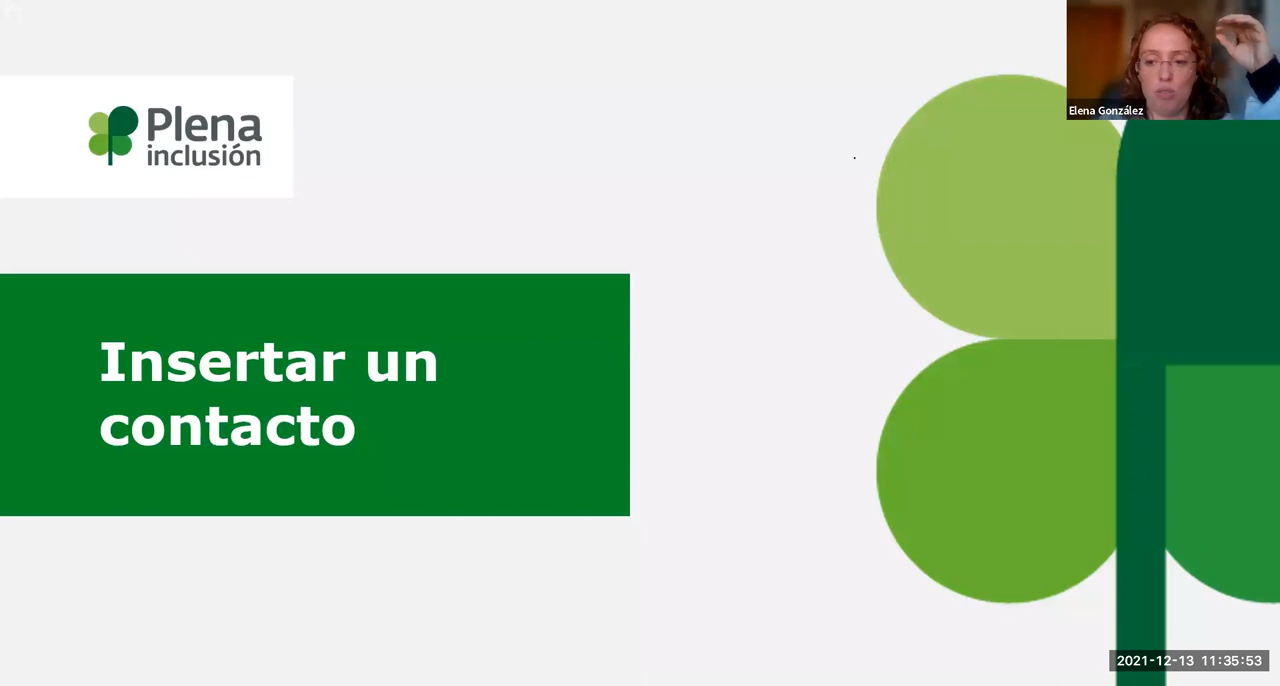 Plena
inclusión
Elena González
Insertar un
contacto
2021-12-13 11:35:53